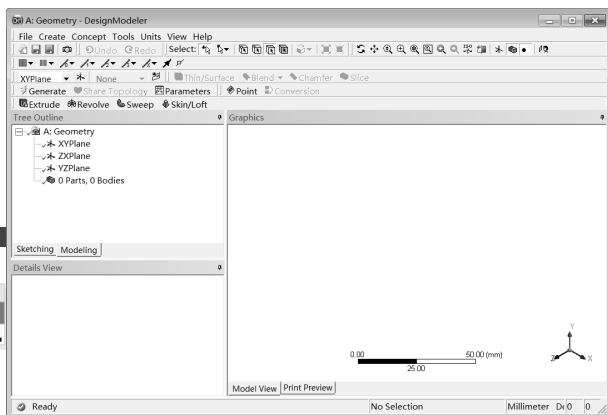 A: Geometry - DesignModeler
File Create Concept Tools Units View Help
Undo Redo Select:
XYPlane None Thin/Surface Blend Chamfer Slice
Generate Share Topology Parameters Point Conversion
Extrude Revolve Sweep Skin/Loft
Tree Outline
A: Geometry
XYPlane
ZXPlane
YZPlane
0 Parts, 0 Bodies
Sketching Modeling
Details View
Graphics
0.00 50.00 (mm)
25.00
Y
Z X
Model View Print Preview
Ready No Selection Millimeter De 0 0